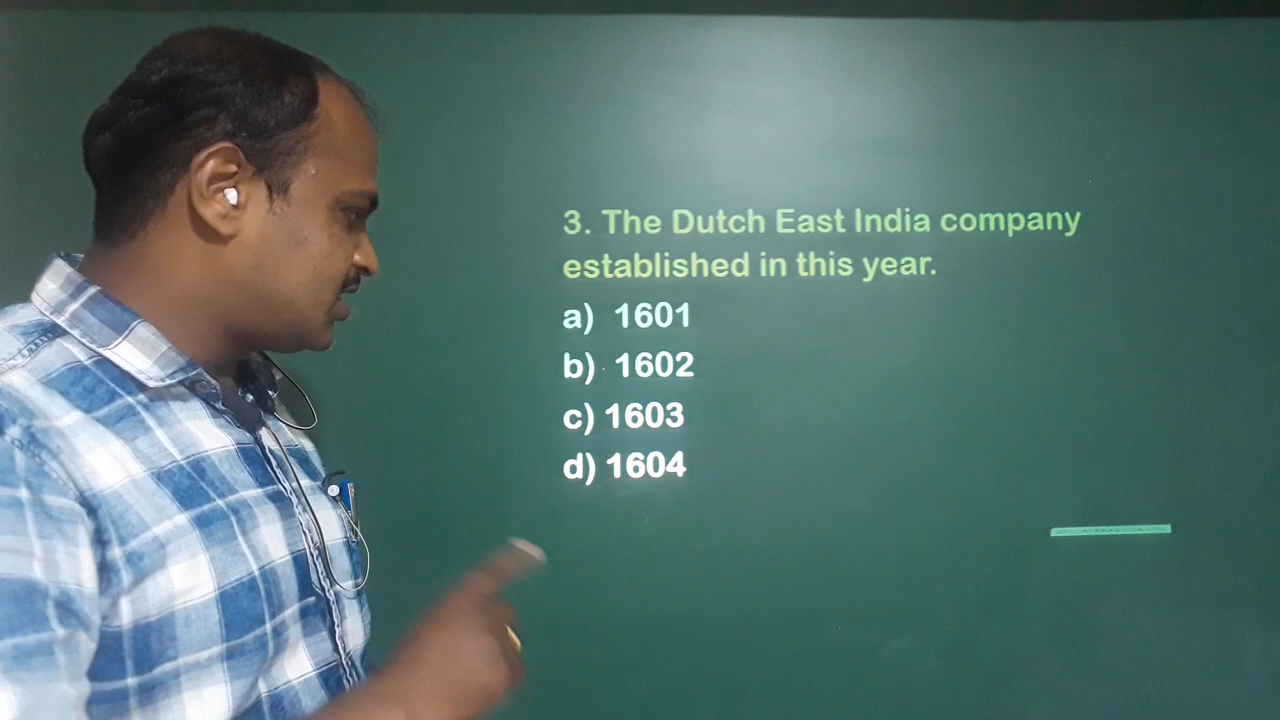 3. The Dutch East India company
established in this year.
a) 1601
b) 1602
c) 1603
d) 1604